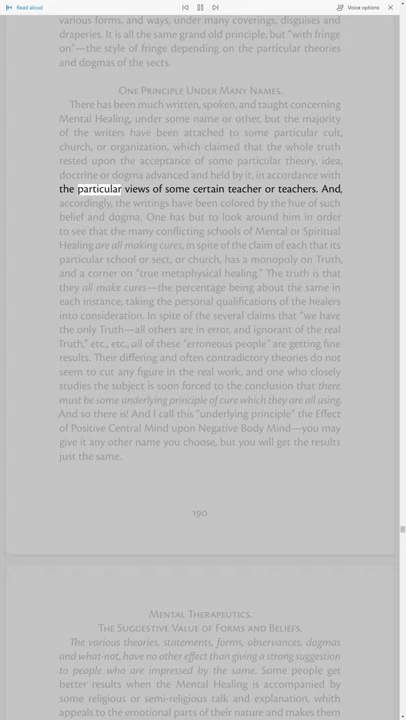 Read aloud
Voice options
various forms, and ways, under many coverings, disguises and
draperies. It is all the same grand old principle, but "with fringe
on"—the style of fringe depending on the particular theories
and dogmas of the sects.
One Principle Under Many Names.
There has been much written, spoken, and taught concerning
Mental Healing, under some name or other, but the majority
of the writers have been attached to some particular cult,
church, or organization, which claimed that the whole truth
rested upon the acceptance of some particular theory, idea,
doctrine or dogma advanced and held by it, in accordance with
the particular views of some certain teacher or teachers. And,
accordingly, the writings have been colored by the hue of such
belief and dogma. One has but to look around him in order
to see that the many conflicting schools of Mental or Spiritual
Healing are all making cures, in spite of the claim of each that its
particular school or sect, or church, has a monopoly on Truth,
and a corner on "true metaphysical healing." The truth is that
they all make cures—the percentage being about the same in
each instance, taking the personal qualifications of the healers
into consideration. In spite of the several claims that "we have
the only Truth—all others are in error, and ignorant of the real
Truth," etc., etc., all of these "erroneous people" are getting fine
results. Their differing and often contradictory theories do not
seem to cut any figure in the real work, and one who closely
studies the subject is soon forced to the conclusion that there
must be some underlying principle of cure which they are all using.
And so there is! And I call this "underlying principle" the Effect
of Positive Central Mind upon Negative Body Mind—you may
give it any other name you choose, but you will get the results
just the same.
190
Mental Therapeutics.
The Suggestive Value of Forms and Beliefs.
The various theories, statements, forms, observances, dogmas
and what-not, have no other effect than giving a strong suggestion
to people who are impressed by the same. Some people get
better results when the Mental Healing is accompanied by
some religious or semi-religious talk and explanation, which
appeals to the emotional parts of their nature and makes them